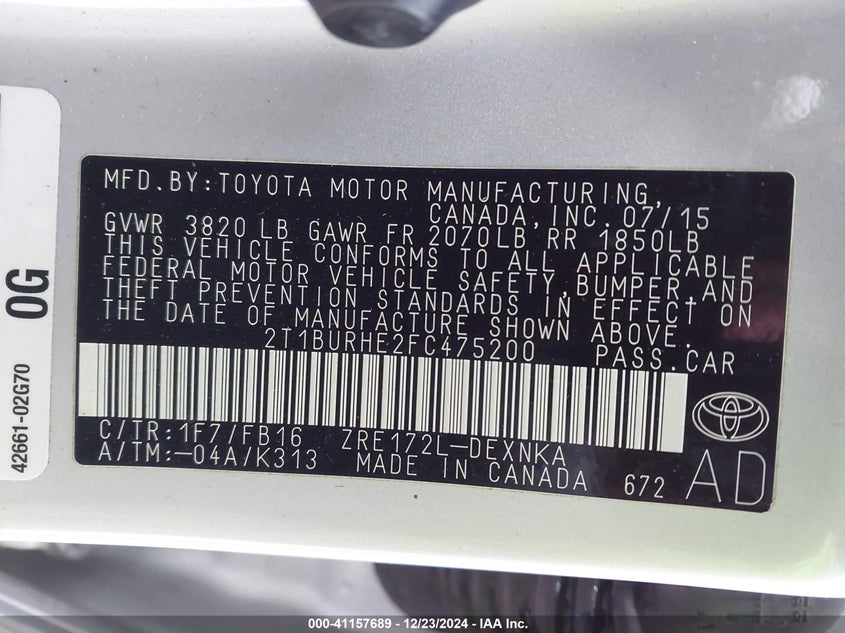 MFD.BY:TOYOTA MOTOR MANUFACTURING,
CANADA, INC. 07/15
GVWR 3820 LB GAWR FR 2070LB RR 1850LB
THIS VEHICLE CONFORMS TO ALL APPLICABLE
FEDERAL MOTOR VEHICLE SAFETY, BUMPER, AND
THEFT PREVENTION STANDARDS IN EFFECT ON
THE DATE OF MANUFACTURE SHOWN ABOVE.
2T1BURHE2FC475200 PASS.CAR
C/TR:1F7/FB16 ZRE172L-DEXNKA
A/TM:-04A/K313 MADE IN CANADA 672 AD
0G
42661-02G70
000-41157689 - 12/23/2024 - IAA Inc.